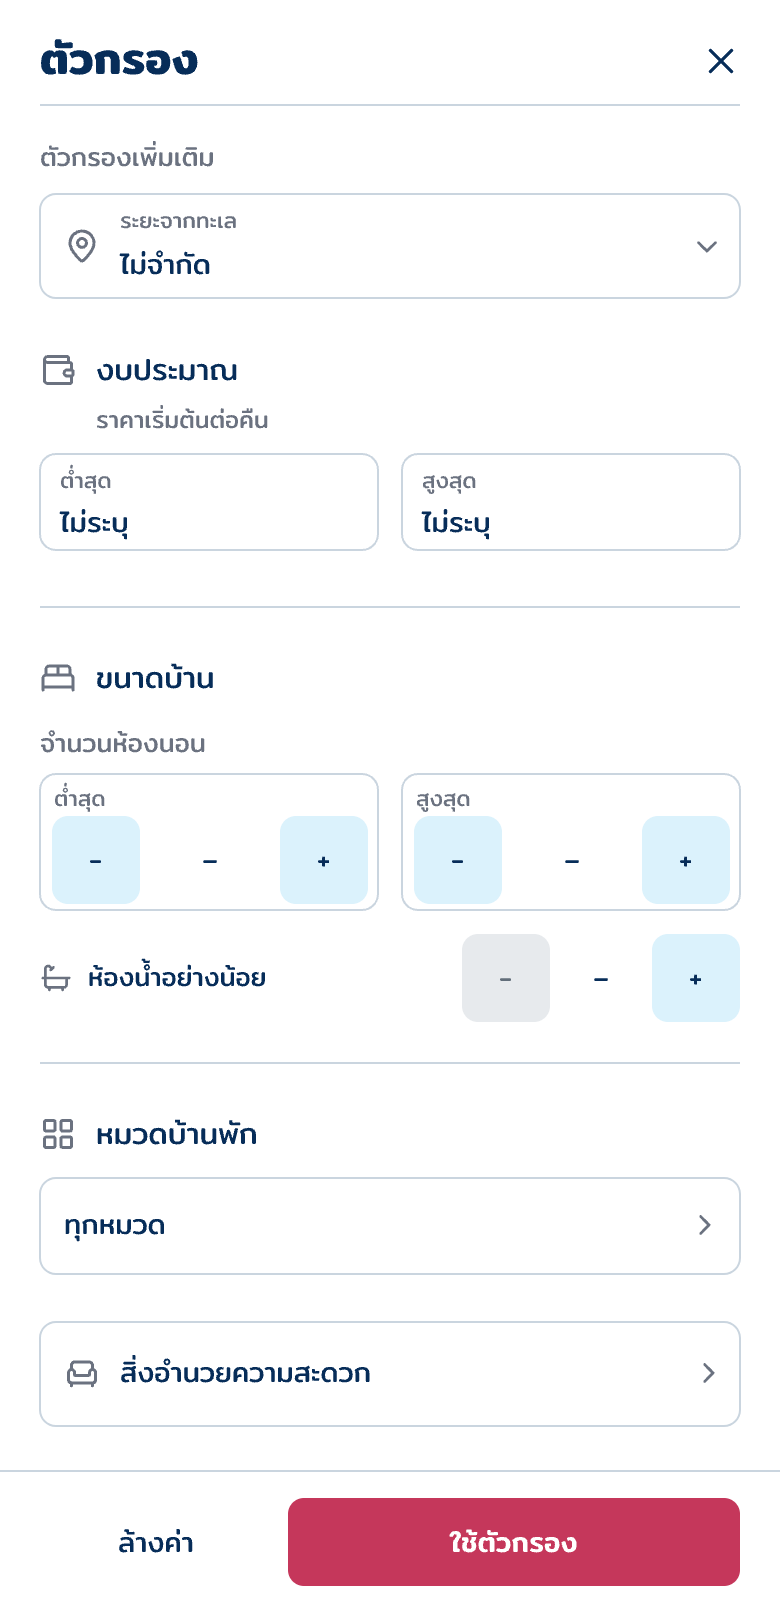 ตัวกรอง
ตัวกรองเพิ่มเติม
ระยะจากทะเล
ไม่จำกัด
งบประมาณ
ราคาเริ่มต้นต่อคืน
ต่ำสุด
ไม่ระบุ
สูงสุด
ไม่ระบุ
ขนาดบ้าน
จำนวนห้องนอน
ต่ำสุด
- – +
สูงสุด
- – +
ห้องน้ำอย่างน้อย - – +
หมวดบ้านพัก
ทุกหมวด
สิ่งอำนวยความสะดวก
ล้างค่า
ใช้ตัวกรอง